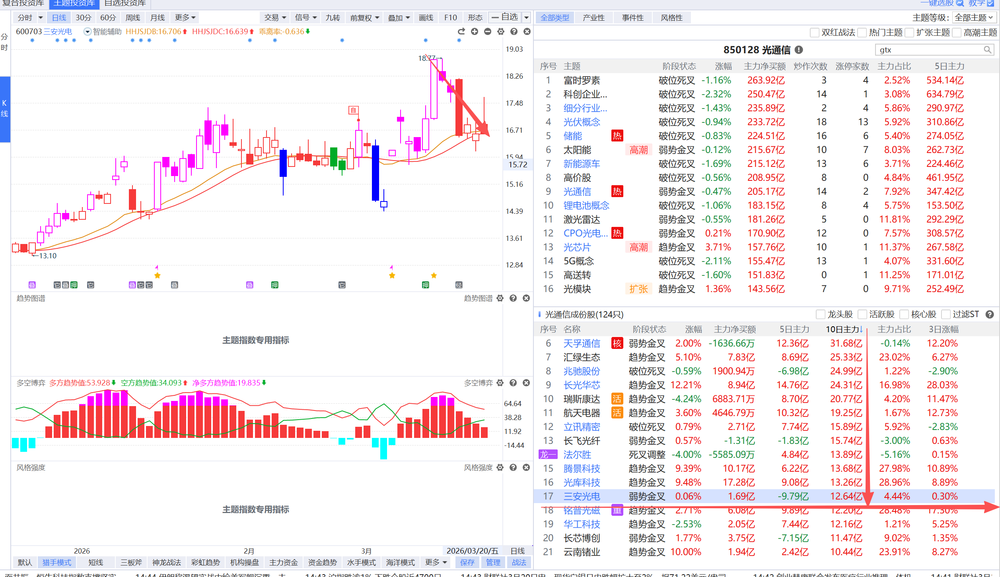 复合投资库 主题投资库 自选投资库 一键选股 教学
分时 日线 30分 60分 周线 月线 更多 交易 信号 九转 前复权 叠加 画线 F10 形态 自选
全部类型 产业性 事件性 风格性 主题等级: 全部主题
双红战法 热门主题 扩张主题 高潮主题
分时
K线
600703 三安光电 智能辅助 HHJSJDB:16.706 HHJSJDC:16.639 乖离率:-0.636
19.03
18.77→
18.26
17.48
16.71
15.94
15.72
15.16
14.39
13.61
12.84
自
←13.10
叠 它 叠 押 它 叠 它 它 叠 叠 押 它 押 经
趋势图谱 趋势图谱
主题指数专用指标
多空博弈 多方趋势值:53.928 空方趋势值:34.093 净多方趋势值:19.835 多空博弈
64.64
38.28
11.92
-14.44
风格强度 风格强度
主题指数专用指标
2026 2月 3月 2026/03/20/五 日线
默认 猎手模式 短线 三板斧 神龙战法 彩虹趋势 机构操盘 主力资金 资金趋势 水手模式 海洋模式 更多 保存 管理 战法
850128 光通信 gtx
序号 主题 阶段状态 涨幅 主力净买额 炒作次数 涨停家数 主力占比 5日主力
1 富时罗素 破位死叉 -1.16% 263.92亿 3 4 2.52% 534.14亿
2 科创企业... 破位死叉 -2.32% 250.47亿 14 1 3.08% 634.79亿
3 细分行业... 破位死叉 -1.43% 235.89亿 2 4 5.86% 290.97亿
4 光伏概念 破位死叉 -0.94% 233.72亿 18 13 5.92% 310.86亿
5 储能 热 破位死叉 -0.83% 224.51亿 16 6 5.40% 274.05亿
6 太阳能 高潮 弱势金叉 -0.12% 215.67亿 10 7 8.03% 262.73亿
7 新能源车 破位死叉 -1.69% 215.12亿 13 6 3.71% 224.46亿
8 高价股 破位死叉 -0.56% 208.95亿 8 0 4.84% 461.95亿
9 光通信 热 弱势金叉 -0.47% 205.17亿 14 2 7.92% 347.42亿
10 锂电池概念 破位死叉 -1.06% 183.15亿 8 4 5.75% 153.50亿
11 激光雷达 弱势金叉 -0.55% 181.26亿 5 0 11.81% 292.29亿
12 CPO光电... 热 弱势金叉 0.21% 170.90亿 12 0 7.57% 308.57亿
13 光芯片 高潮 趋势金叉 3.71% 157.76亿 10 1 11.37% 267.58亿
14 5G概念 破位死叉 -2.11% 155.47亿 13 1 4.07% 331.60亿
15 高送转 破位死叉 -1.60% 151.83亿 0 1 11.25% 171.01亿
16 光模块 扩张 趋势金叉 1.36% 143.56亿 7 0 9.71% 252.49亿
光通信成份股(124只) 龙头股 活跃股 核心股 过滤ST
序号 名称 阶段状态 涨幅 主力净买额 5日主力 10日主力↓ 主力占比 3日涨幅
6 天孚通信 核 弱势金叉 2.00% -1636.66万 12.36亿 31.68亿 -0.14% 12.20%
7 汇绿生态 趋势金叉 5.10% 7.83亿 8.69亿 25.33亿 23.02% 6.27%
8 兆驰股份 破位死叉 -0.59% 1900.94万 -6.98亿 24.99亿 1.22% -2.90%
9 长光华芯 趋势金叉 12.21% 8.94亿 14.76亿 24.31亿 16.98% 28.03%
10 瑞斯康达 活 趋势金叉 -4.24% 6883.71万 8.70亿 20.77亿 4.20% 11.47%
11 航天电器 活 趋势金叉 3.60% 4646.79万 10.32亿 19.25亿 1.67% 12.73%
12 立讯精密 破位死叉 0.79% 2.71亿 7.74亿 15.89亿 5.92% -2.83%
13 长飞光纤 弱势金叉 0.57% -1.31亿 -1.83亿 15.74亿 -3.00% 0.63%
龙一 法尔胜 死叉调整 -4.00% -5585.09万 4.84亿 13.89亿 -5.16% 0.15%
15 腾景科技 趋势金叉 9.39% 10.17亿 6.22亿 13.68亿 27.98% 10.89%
16 光库科技 趋势金叉 9.48% 17.28亿 9.08亿 13.26亿 28.96% 8.89%
17 三安光电 弱势金叉 0.06% 1.69亿 -9.79亿 12.64亿 4.44% 0.30%
18 铭普光磁 重 趋势金叉 2.71% 6.08亿 9.89亿 12.20亿 28.48% 17.30%
19 华工科技 趋势金叉 -2.53% 2.05亿 7.44亿 12.16亿 1.21% 5.25%
20 长芯博创 弱势金叉 1.77% 3.75亿 -7.15亿 11.47亿 9.02% 1.35%
21 云南锗业 趋势金叉 10.00% 1.94亿 2.42亿 10.44亿 23.91% 8.27%
14:43 沪指跌逾1% 下跌个股近4700只 14:43 财联社3月20日电 14:41 财联社3月